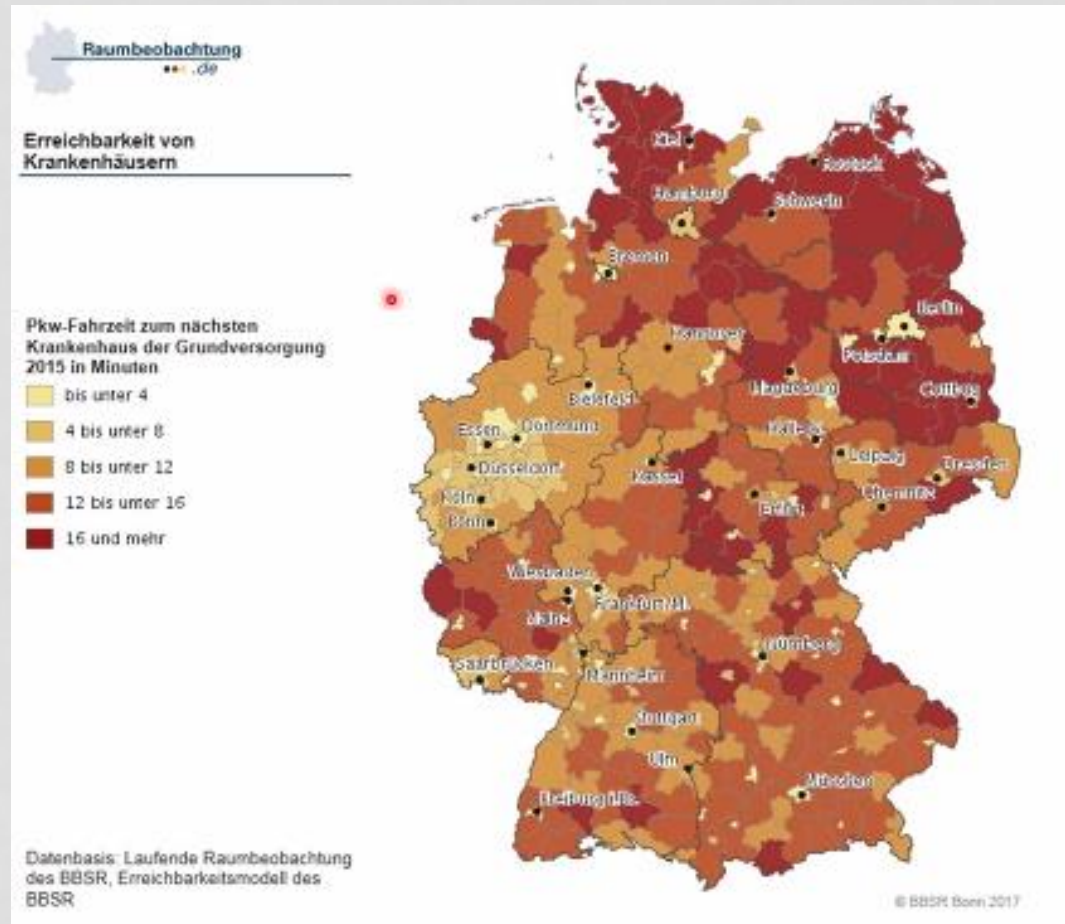 Raumbeobachtung
.de
Erreichbarkeit von
Krankenhäusern
Pkw-Fahrzeit zum nächsten
Krankenhaus der Grundversorgung
2015 in Minuten
bis unter 4
4 bis unter 8
8 bis unter 12
12 bis unter 16
16 und mehr
Kiel
Rostock
Hamburg
Schwerin
Bremen
Berlin
Hannover
Potsdam
Magdeburg
Cottbus
Bielefeld
Essen
Dortmund
Halle/S.
Leipzig
Düsseldorf
Kassel
Dresden
Köln
Erfurt
Chemnitz
Bonn
Wiesbaden
Frankfurt/M.
Mainz
Nürnberg
Saarbrücken
Mannheim
Stuttgart
Ulm
München
Freiburg i.Br.
Datenbasis: Laufende Raumbeobachtung
des BBSR, Erreichbarkeitsmodell des
BBSR
© BBSR Bonn 2017